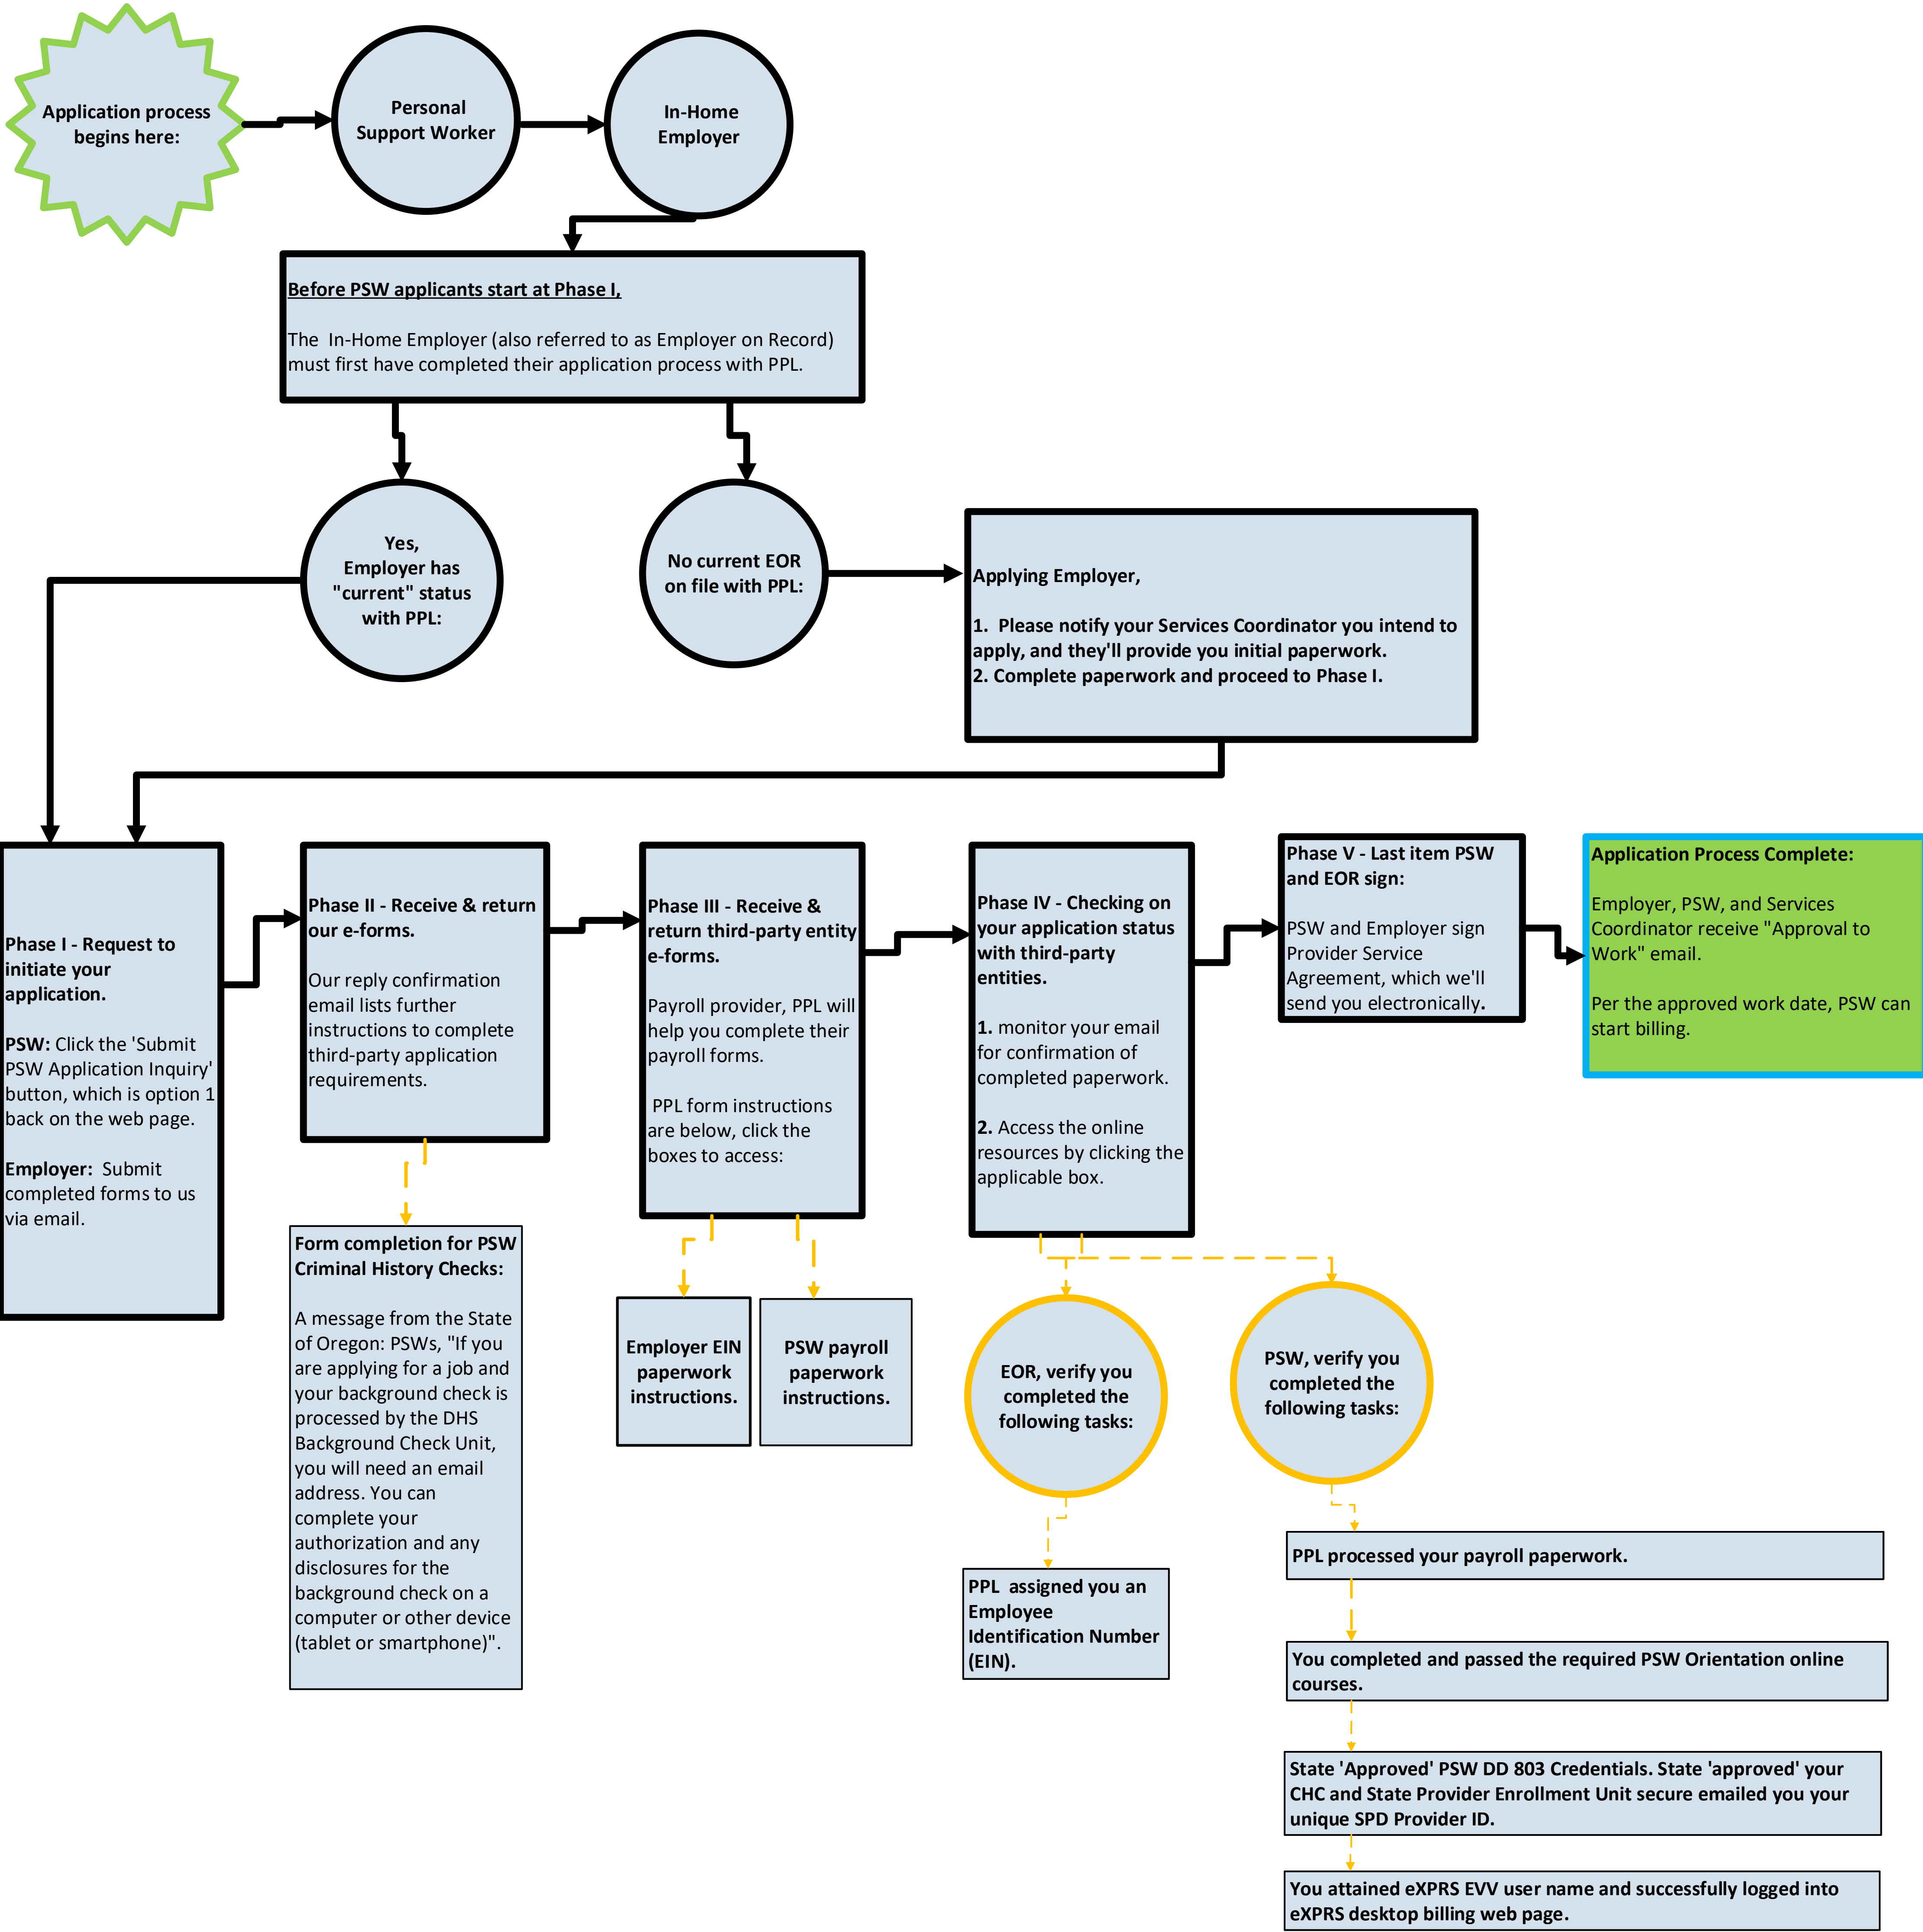 Application process
begins here:
Personal
Support Worker
In-Home
Employer
Before PSW applicants start at Phase I,
The  In-Home Employer (also referred to as Employer on Record)
must first have completed their application process with PPL.
Yes,
Employer has
"current" status
with PPL:
No current EOR
on file with PPL:
Applying Employer,
1.  Please notify your Services Coordinator you intend to
apply, and they'll provide you initial paperwork.
2. Complete paperwork and proceed to Phase I.
Phase I - Request to
initiate your
application.
PSW: Click the 'Submit
PSW Application Inquiry'
button, which is option 1
back on the web page.
Employer:  Submit
completed forms to us
via email.
Phase II - Receive & return
our e-forms.
Our reply confirmation
email lists further
instructions to complete
third-party application
requirements.
Form completion for PSW
Criminal History Checks:
A message from the State
of Oregon: PSWs, "If you
are applying for a job and
your background check is
processed by the DHS
Background Check Unit,
you will need an email
address. You can
complete your
authorization and any
disclosures for the
background check on a
computer or other device
(tablet or smartphone)".
Phase III - Receive &
return third-party entity
e-forms.
Payroll provider, PPL will
help you complete their
payroll forms.
PPL form instructions
are below, click the
boxes to access:
Employer EIN
paperwork
instructions.
PSW payroll
paperwork
instructions.
Phase IV - Checking on
your application status
with third-party
entities.
1. monitor your email
for confirmation of
completed paperwork.
2. Access the online
resources by clicking the
applicable box.
EOR, verify you
completed the
following tasks:
PPL  assigned you an
Employee
Identification Number
(EIN).
PSW, verify you
completed the
following tasks:
PPL processed your payroll paperwork.
You completed and passed the required PSW Orientation online
courses.
State 'Approved' PSW DD 803 Credentials. State 'approved' your
CHC and State Provider Enrollment Unit secure emailed you your
unique SPD Provider ID.
You attained eXPRS EVV user name and successfully logged into
eXPRS desktop billing web page.
Phase V - Last item PSW
and EOR sign:
PSW and Employer sign
Provider Service
Agreement, which we'll
send you electronically.
Application Process Complete:
Employer, PSW, and Services
Coordinator receive "Approval to
Work" email.
Per the approved work date, PSW can
start billing.